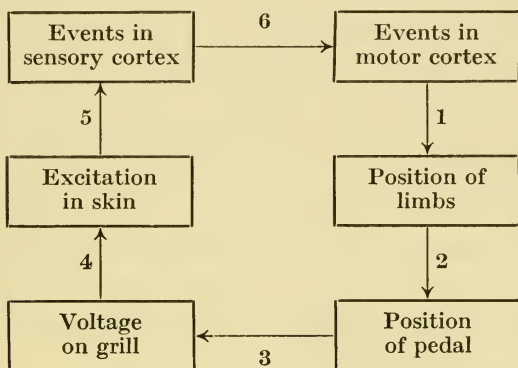 Events in
sensory cortex
6
Events in
motor cortex
5
1
Excitation
in skin
Position of
limbs
4
2
Voltage
on grill
3
Position
of pedal